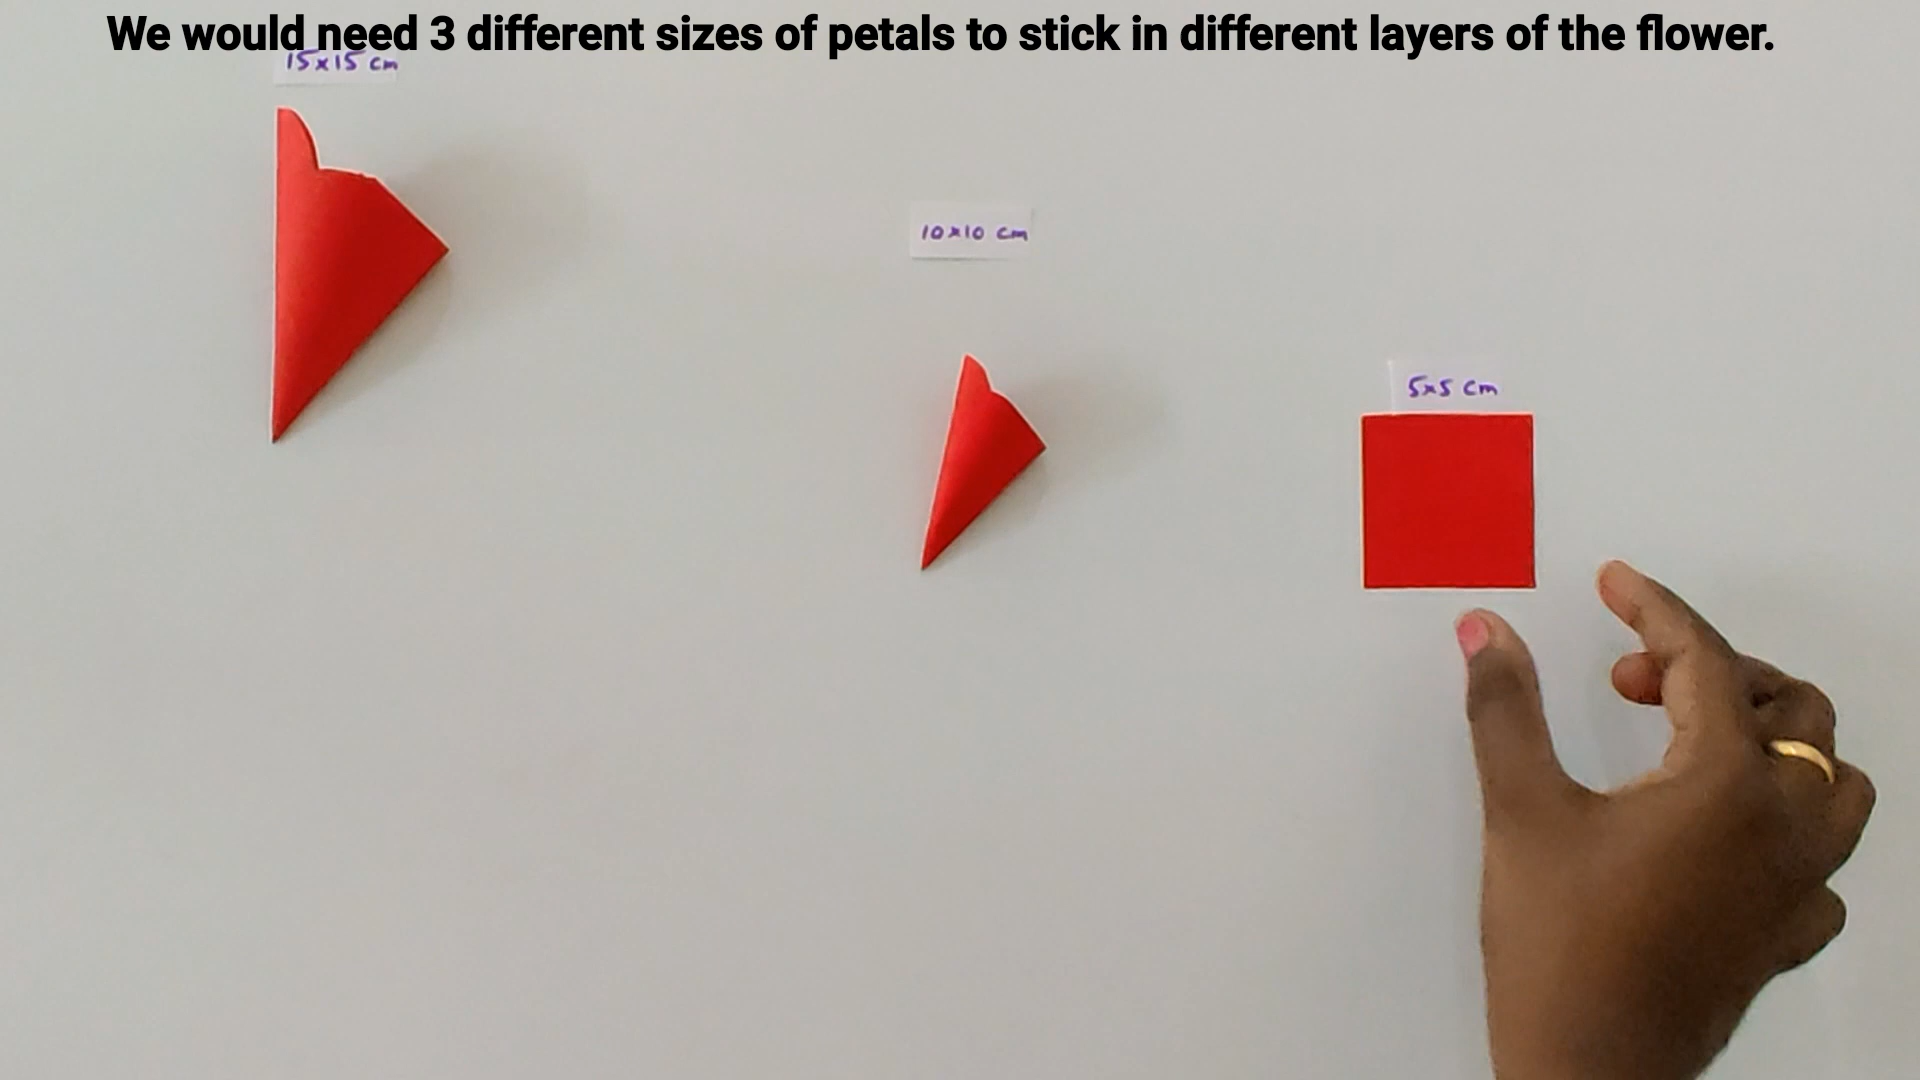 We would need 3 different sizes of petals to stick in different layers of the flower.
15x15 cm
10x10 cm
5x5 cm